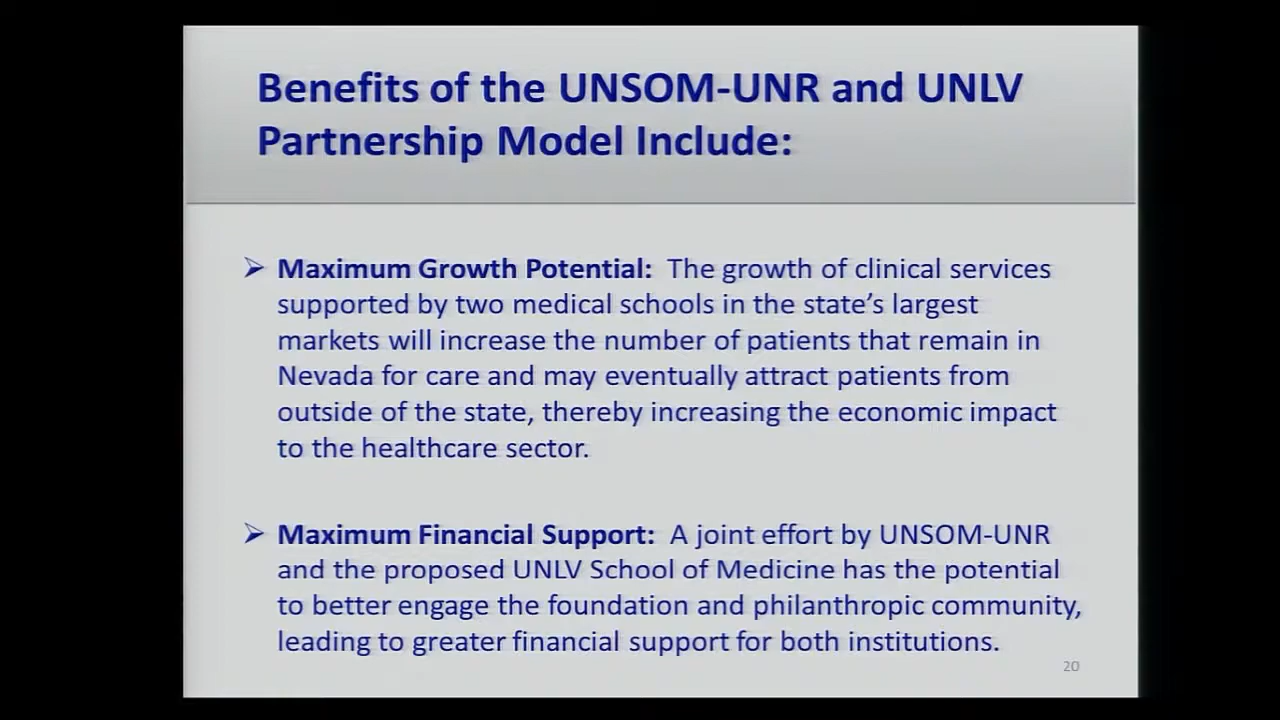 Benefits of the UNSOM-UNR and UNLV
Partnership Model Include:
➢ Maximum Growth Potential: The growth of clinical services
supported by two medical schools in the state’s largest
markets will increase the number of patients that remain in
Nevada for care and may eventually attract patients from
outside of the state, thereby increasing the economic impact
to the healthcare sector.
➢ Maximum Financial Support: A joint effort by UNSOM-UNR
and the proposed UNLV School of Medicine has the potential
to better engage the foundation and philanthropic community,
leading to greater financial support for both institutions.
20